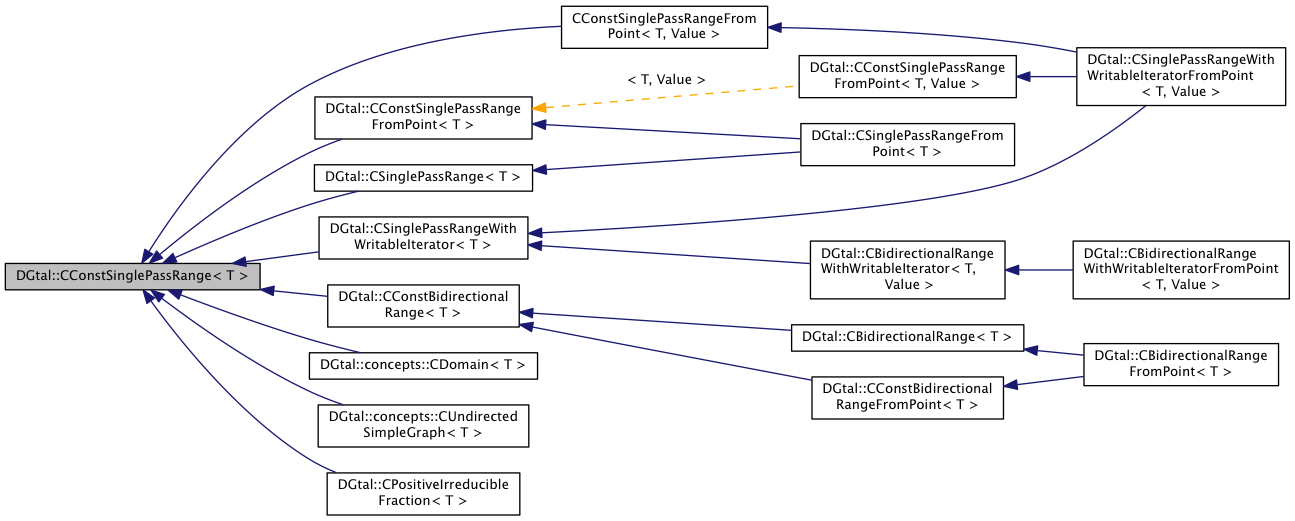 CConstSinglePassRangeFrom
Point< T, Value >
DGtal::CSinglePassRangeWith
WritableIteratorFromPoint
< T, Value >
< T, Value >
DGtal::CConstSinglePassRange
FromPoint< T, Value >
DGtal::CConstSinglePassRange
FromPoint< T >
DGtal::CSinglePassRangeFrom
Point< T >
DGtal::CSinglePassRange< T >
DGtal::CSinglePassRangeWith
WritableIterator< T >
DGtal::CBidirectionalRange
WithWritableIterator< T,
Value >
DGtal::CBidirectionalRange
WithWritableIteratorFromPoint
< T, Value >
DGtal::CConstSinglePassRange< T >
DGtal::CConstBidirectional
Range< T >
DGtal::CBidirectionalRange< T >
DGtal::CBidirectionalRange
FromPoint< T >
DGtal::concepts::CDomain< T >
DGtal::CConstBidirectional
RangeFromPoint< T >
DGtal::concepts::CUndirected
SimpleGraph< T >
DGtal::CPositiveIrreducible
Fraction< T >